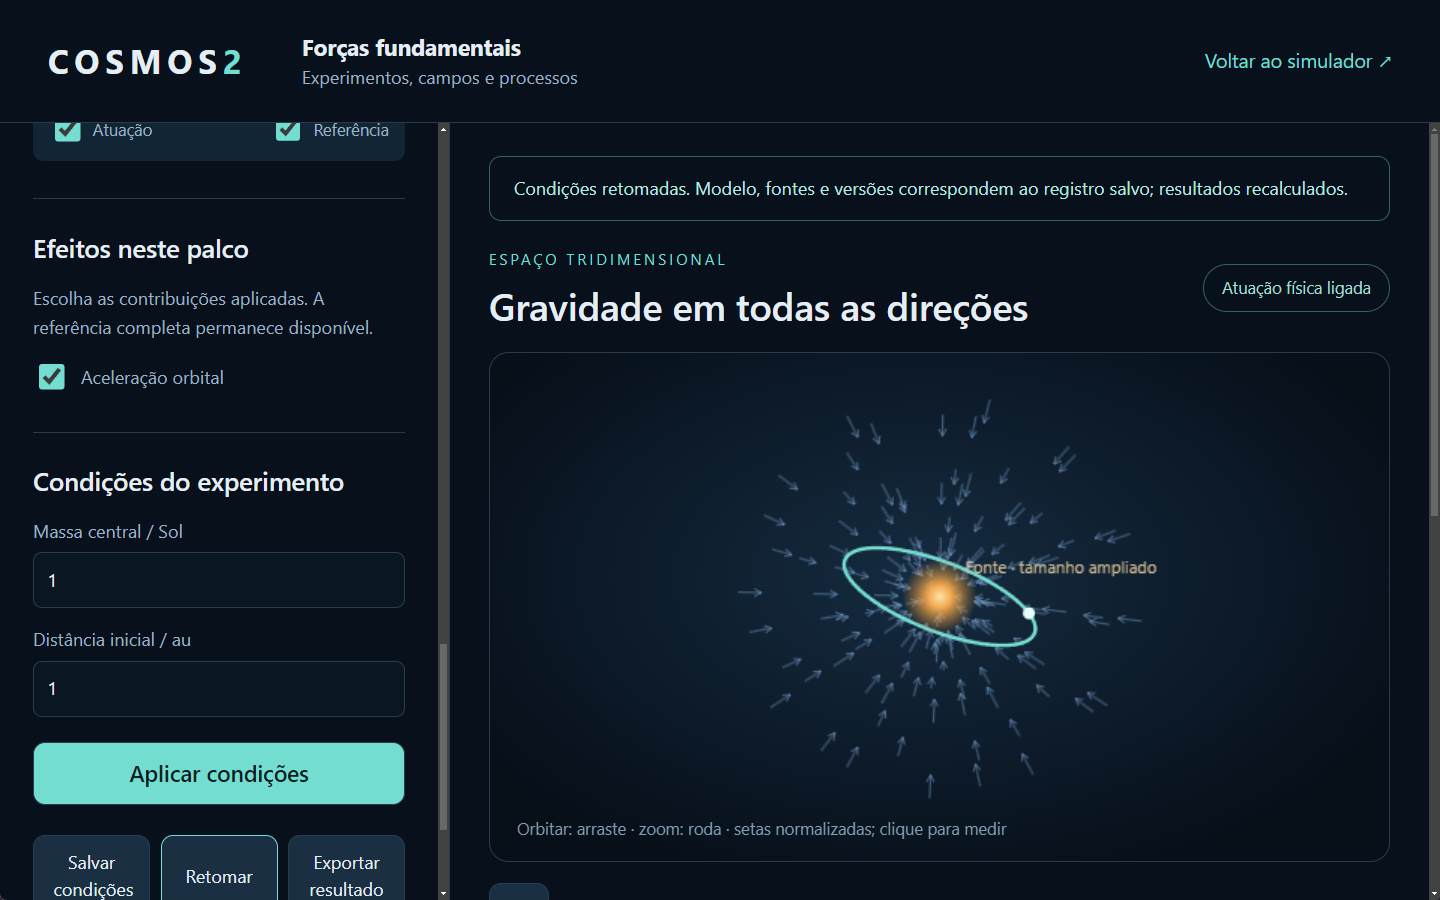 COSMOS2
Forças fundamentais
Experimentos, campos e processos
Voltar ao simulador ↗
Atuação
Referência
Efeitos neste palco
Escolha as contribuições aplicadas. A
referência completa permanece disponível.
Aceleração orbital
Condições do experimento
Massa central / Sol
1
Distância inicial / au
1
Aplicar condições
Salvar
condições
Retomar
Exportar
resultado
Condições retomadas. Modelo, fontes e versões correspondem ao registro salvo; resultados recalculados.
ESPAÇO TRIDIMENSIONAL
Gravidade em todas as direções
Atuação física ligada
Fonte · tamanho ampliado
Orbitar: arraste · zoom: roda · setas normalizadas; clique para medir